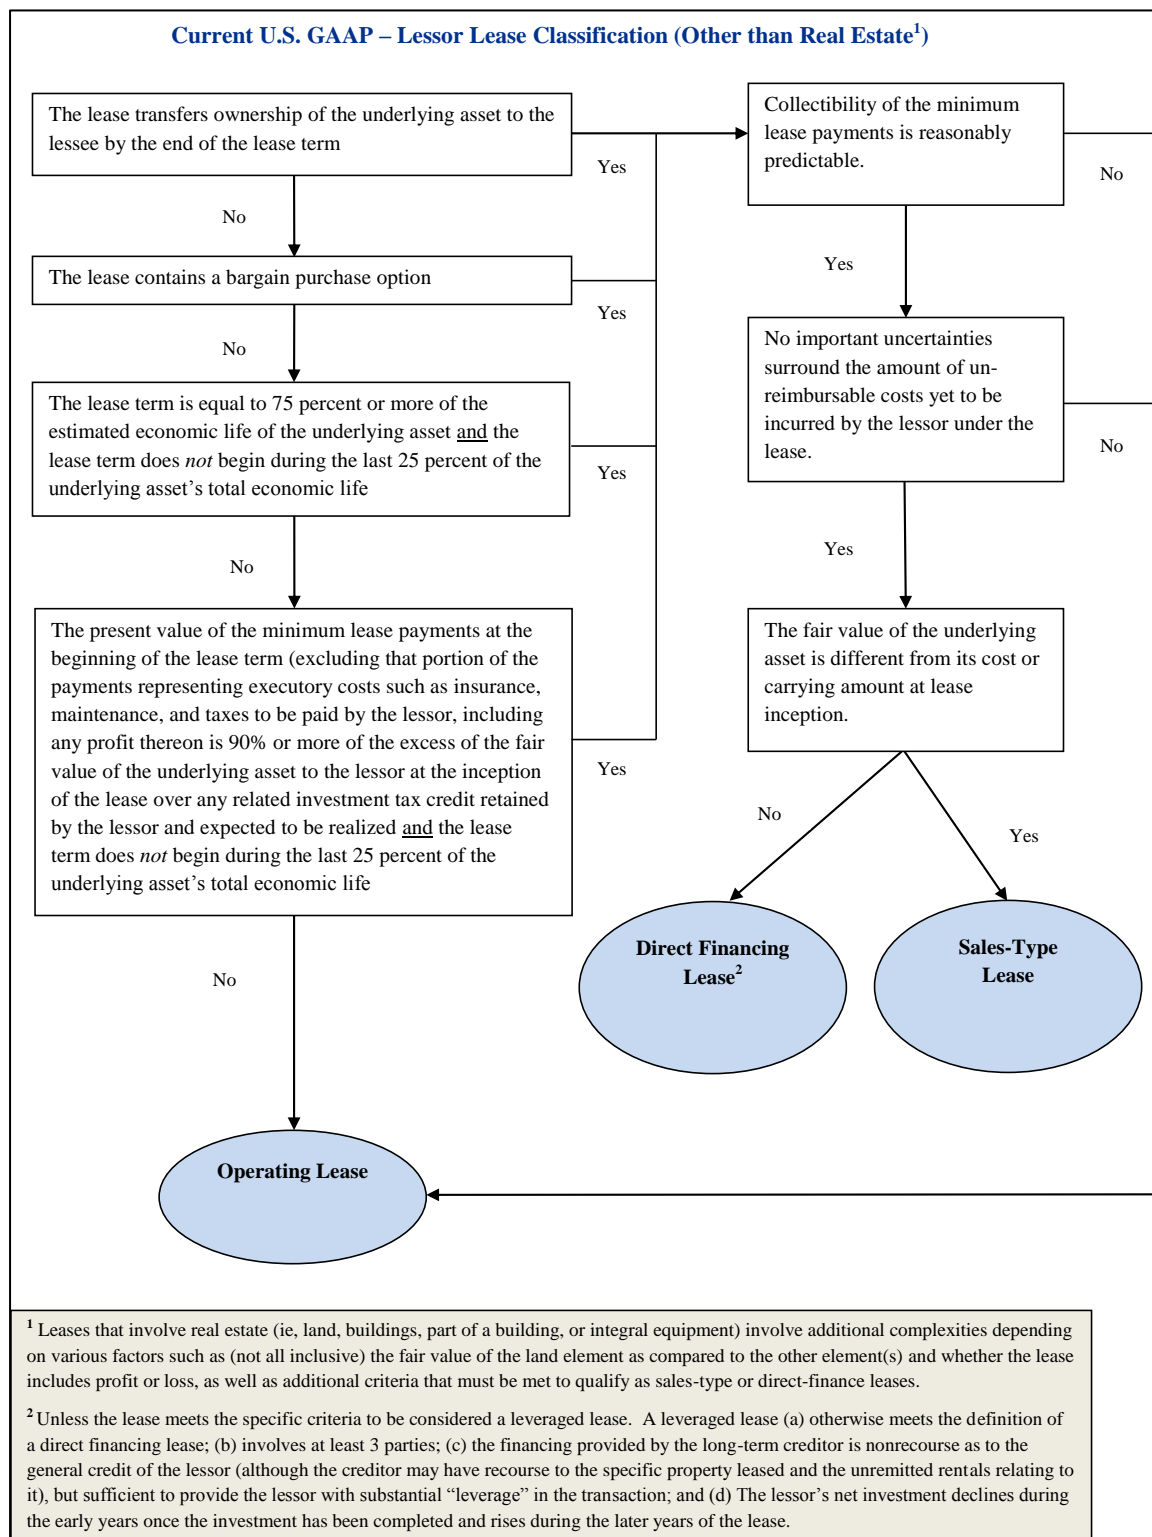 Current U.S. GAAP – Lessor Lease Classification (Other than Real Estate1)
The lease transfers ownership of the underlying asset to the
lessee by the end of the lease term
Yes
No
The lease contains a bargain purchase option
Yes
No
The lease term is equal to 75 percent or more of the
estimated economic life of the underlying asset and the
lease term does not begin during the last 25 percent of the
underlying asset's total economic life
Yes
No
The present value of the minimum lease payments at the
beginning of the lease term (excluding that portion of the
payments representing executory costs such as insurance,
maintenance, and taxes to be paid by the lessor, including
any profit thereon is 90% or more of the excess of the fair
value of the underlying asset to the lessor at the inception
of the lease over any related investment tax credit retained
by the lessor and expected to be realized and the lease
term does not begin during the last 25 percent of the
underlying asset's total economic life
Yes
No
Operating Lease
Collectibility of the minimum
lease payments is reasonably
predictable.
No
Yes
No important uncertainties
surround the amount of un-
reimbursable costs yet to be
incurred by the lessor under the
lease.
No
Yes
The fair value of the underlying
asset is different from its cost or
carrying amount at lease
inception.
No
Yes
Direct Financing
Lease2
Sales-Type
Lease
1 Leases that involve real estate (ie, land, buildings, part of a building, or integral equipment) involve additional complexities depending
on various factors such as (not all inclusive) the fair value of the land element as compared to the other element(s) and whether the lease
includes profit or loss, as well as additional criteria that must be met to qualify as sales-type or direct-finance leases.
2 Unless the lease meets the specific criteria to be considered a leveraged lease.  A leveraged lease (a) otherwise meets the definition of
a direct financing lease; (b) involves at least 3 parties; (c) the financing provided by the long-term creditor is nonrecourse as to the
general credit of the lessor (although the creditor may have recourse to the specific property leased and the unremitted rentals relating to
it), but sufficient to provide the lessor with substantial “leverage” in the transaction; and (d) The lessor's net investment declines during
the early years once the investment has been completed and rises during the later years of the lease.